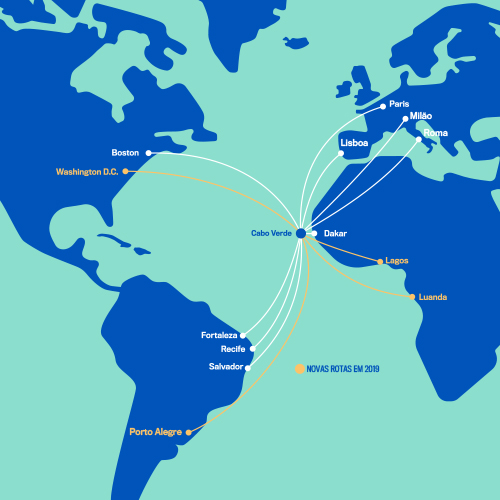 París
Milão
Roma
Lisboa
Boston
Washington D.C.
Cabo Verde
Dakar
Lagos
Luanda
Fortaleza
Recife
Salvador
NOVAS ROTAS EM 2019
Porto Alegre